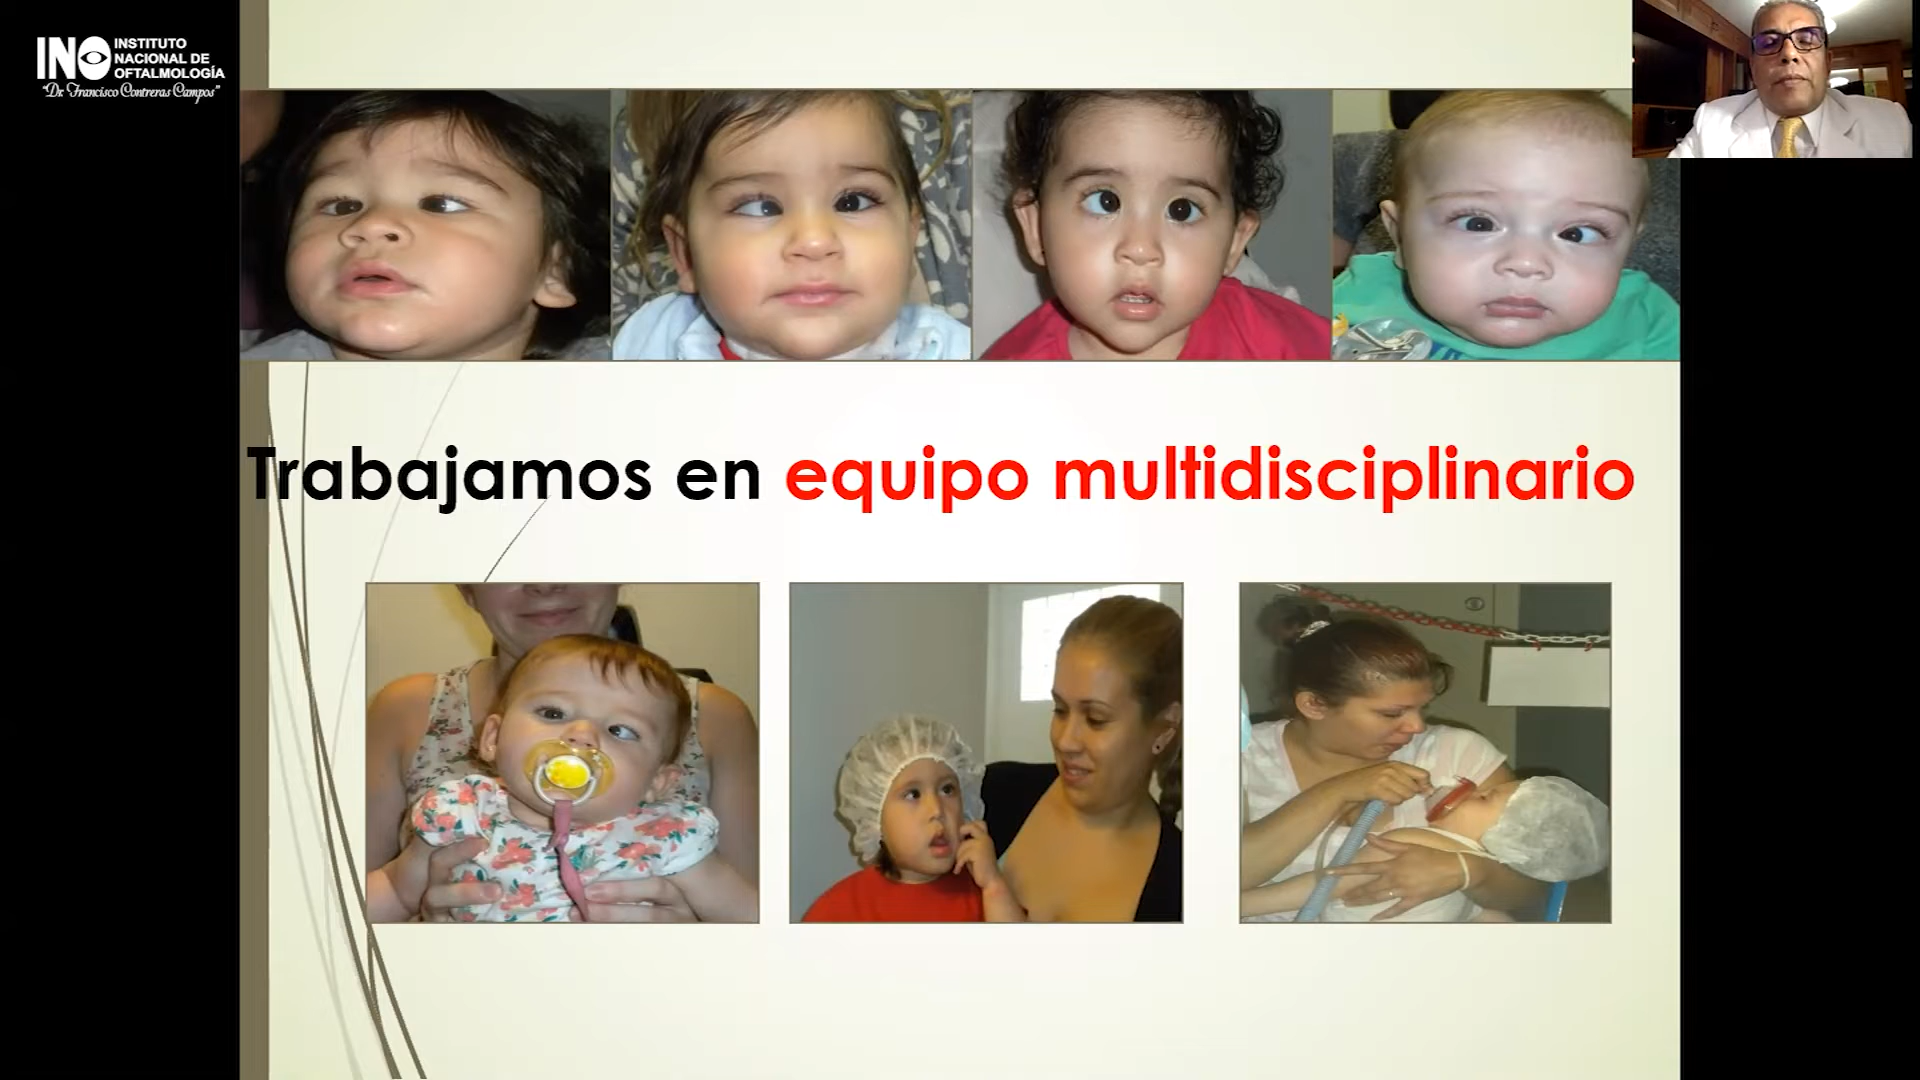 INO INSTITUTO
NACIONAL DE
OFTALMOLOGÍA
"Dr. Francisco Contreras Campos"
Trabajamos en equipo multidisciplinario